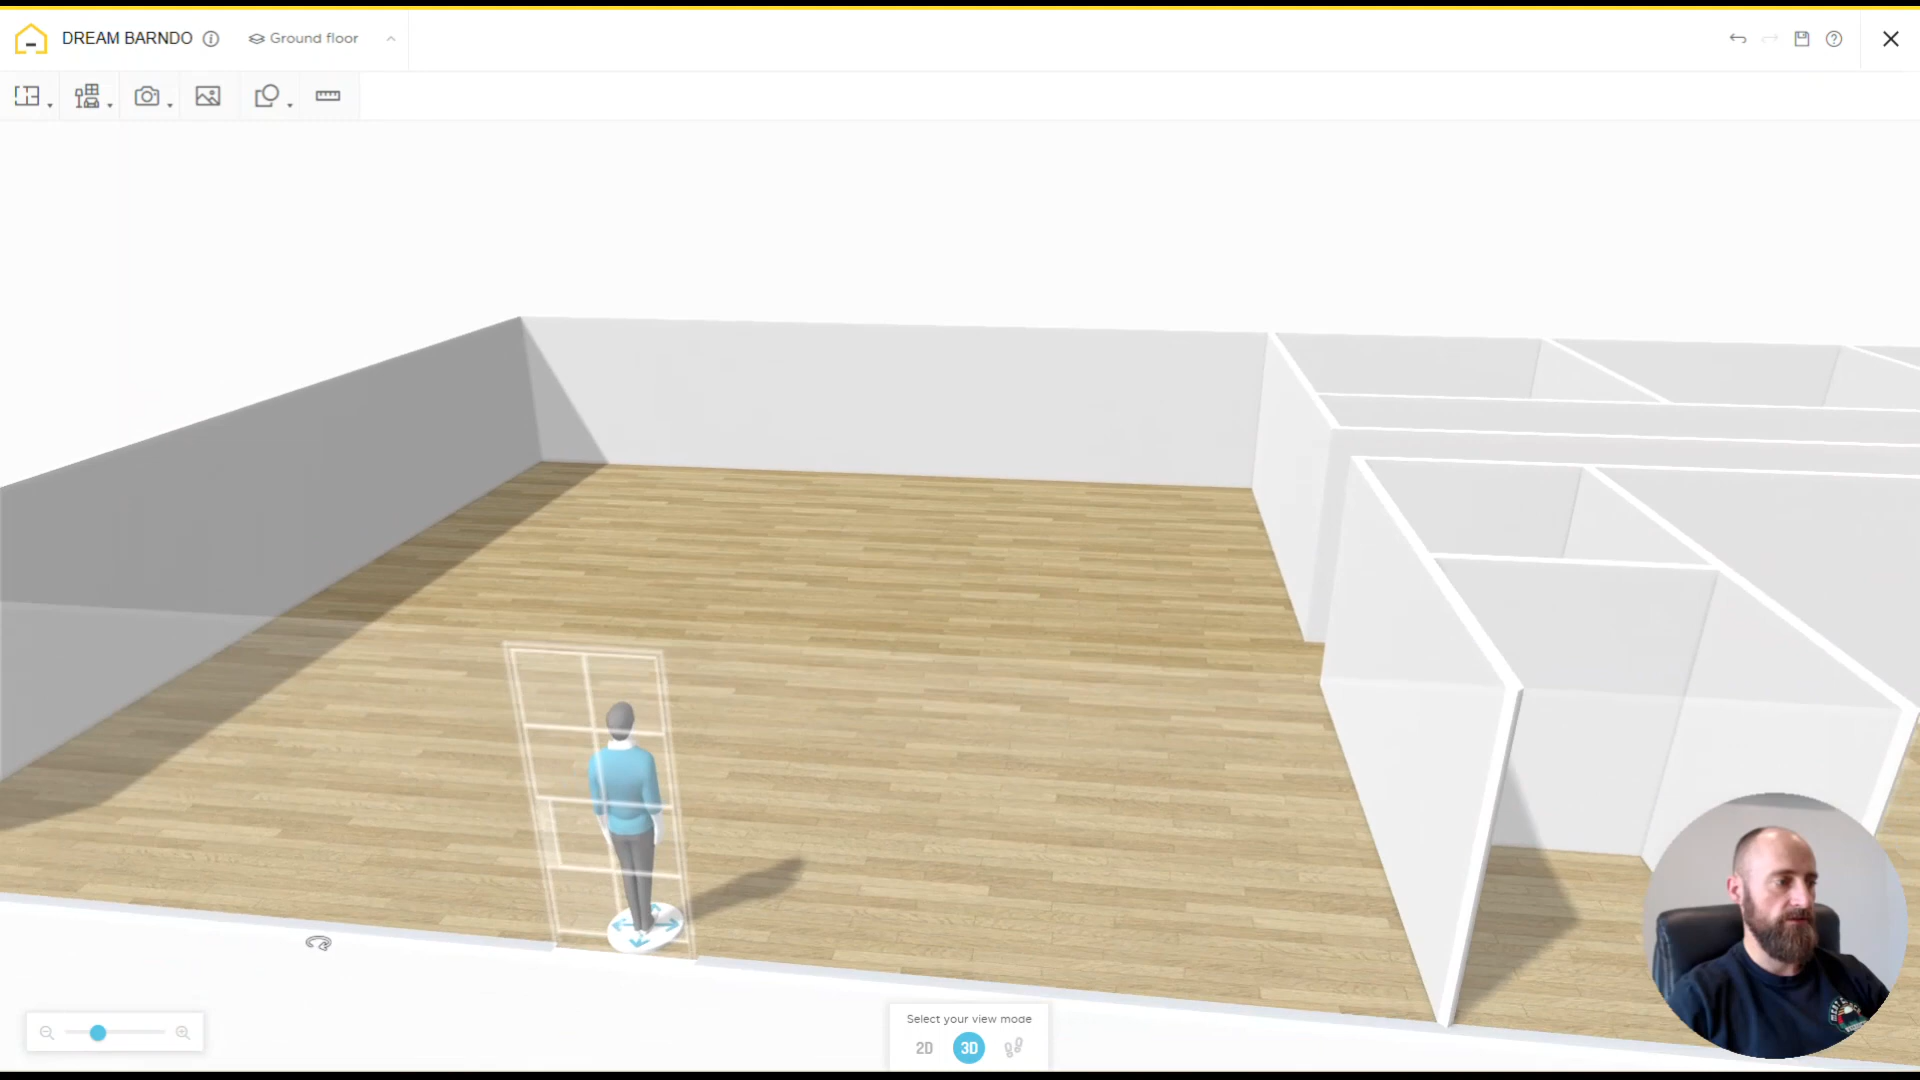 DREAM BARNDO
Ground floor
Select your view mode
2D
3D